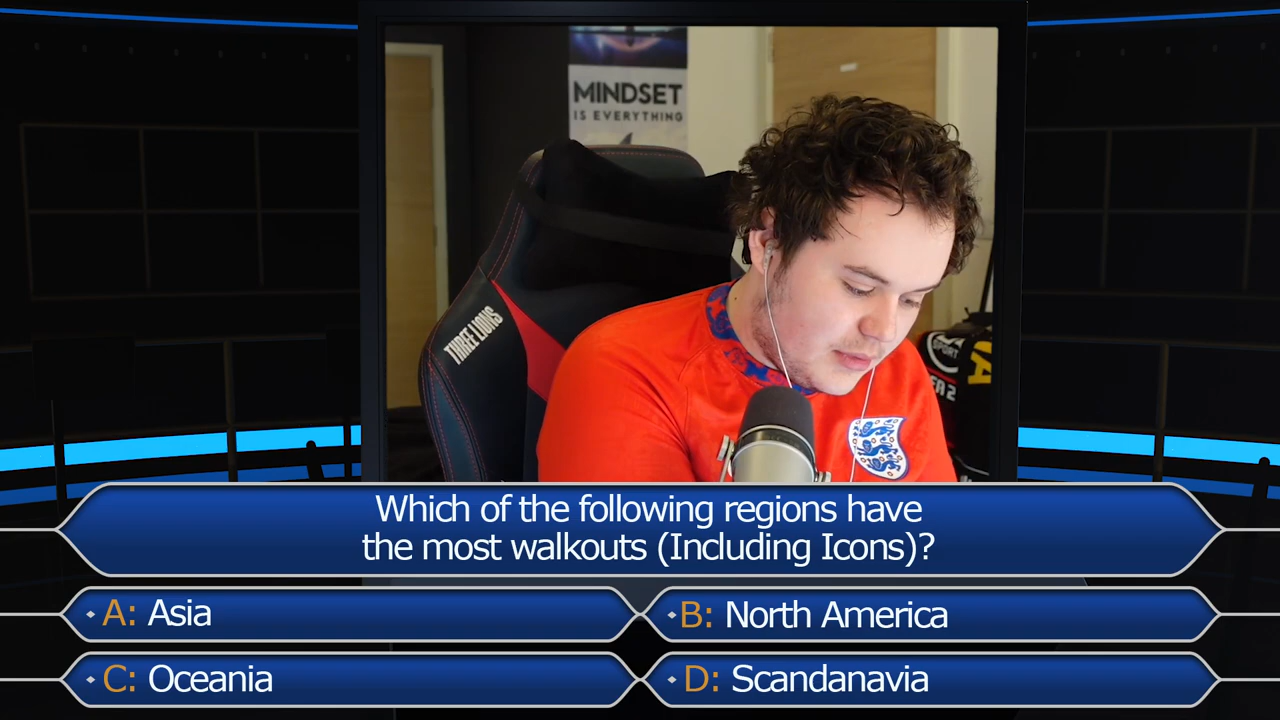 MINDSET
IS EVERYTHING
THREE LIONS
SPORT
Which of the following regions have
the most walkouts (Including Icons)?
A: Asia
B: North America
C: Oceania
D: Scandanavia